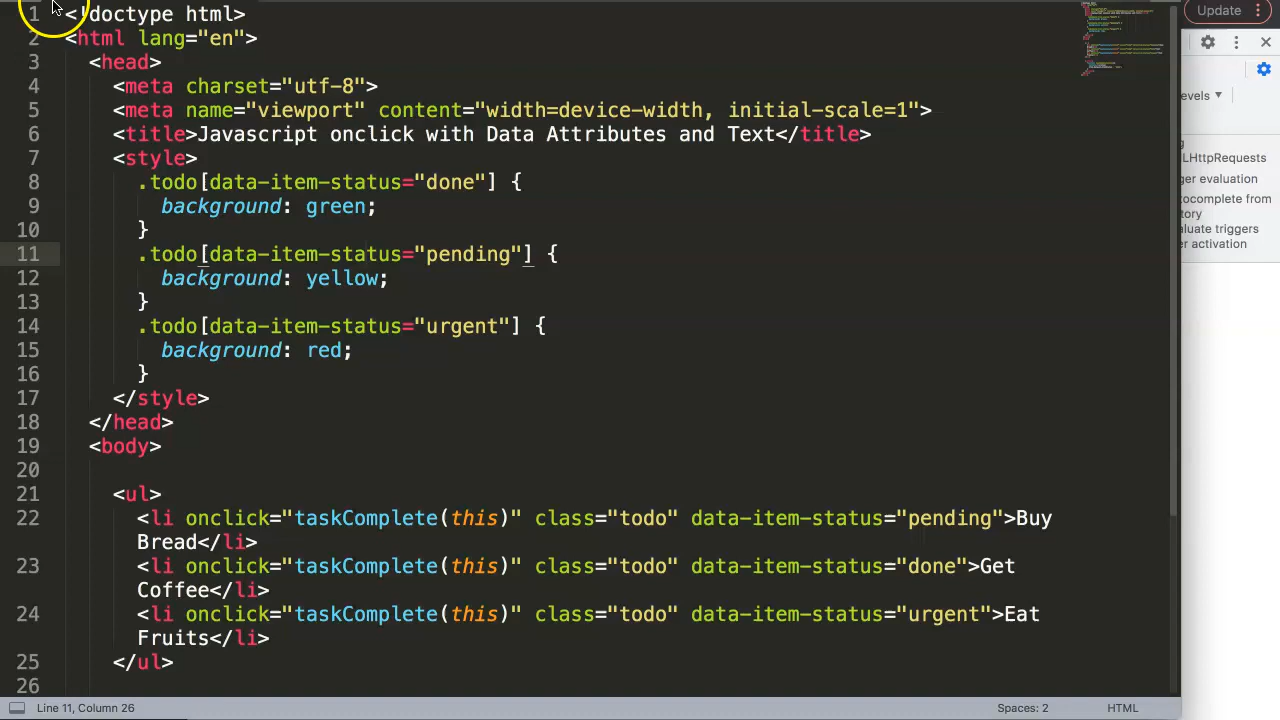 1 <!doctype html>
2 <html lang="en">
3 <head>
4 <meta charset="utf-8">
5 <meta name="viewport" content="width=device-width, initial-scale=1">
6 <title>Javascript onclick with Data Attributes and Text</title>
7 <style>
8 .todo[data-item-status="done"] {
9 background: green;
10 }
11 .todo[data-item-status="pending"] {
12 background: yellow;
13 }
14 .todo[data-item-status="urgent"] {
15 background: red;
16 }
17 </style>
18 </head>
19 <body>
20
21 <ul>
22 <li onclick="taskComplete(this)" class="todo" data-item-status="pending">Buy
Bread</li>
23 <li onclick="taskComplete(this)" class="todo" data-item-status="done">Get
Coffee</li>
24 <li onclick="taskComplete(this)" class="todo" data-item-status="urgent">Eat
Fruits</li>
25 </ul>
26
Line 11, Column 26
Spaces: 2
HTML
Update
evels
g
LHttpRequests
ger evaluation
tocomplete from
tory
aluate triggers
er activation